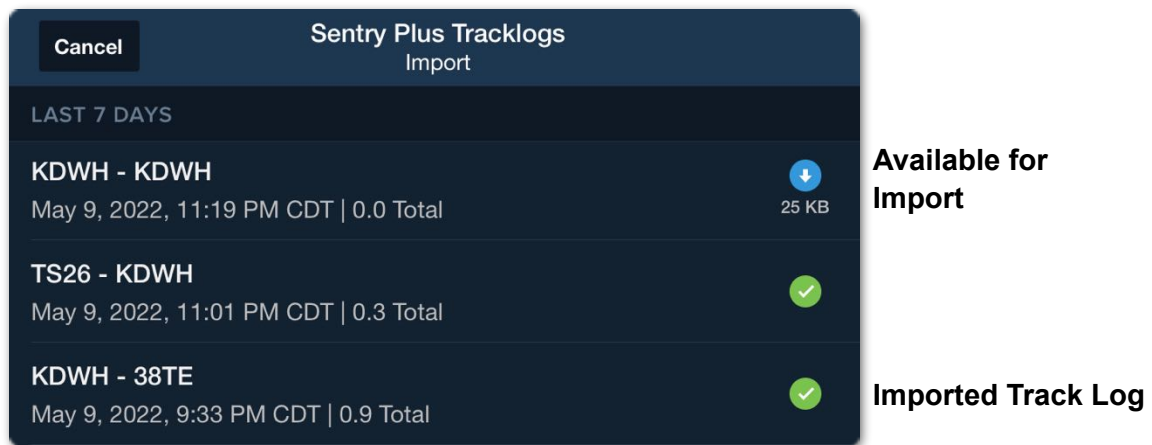 Cancel
Sentry Plus Tracklogs
Import
LAST 7 DAYS
KDWH - KDWH
May 9, 2022, 11:19 PM CDT | 0.0 Total
25 KB
Available for
Import
TS26 - KDWH
May 9, 2022, 11:01 PM CDT | 0.3 Total
KDWH - 38TE
May 9, 2022, 9:33 PM CDT | 0.9 Total
Imported Track Log